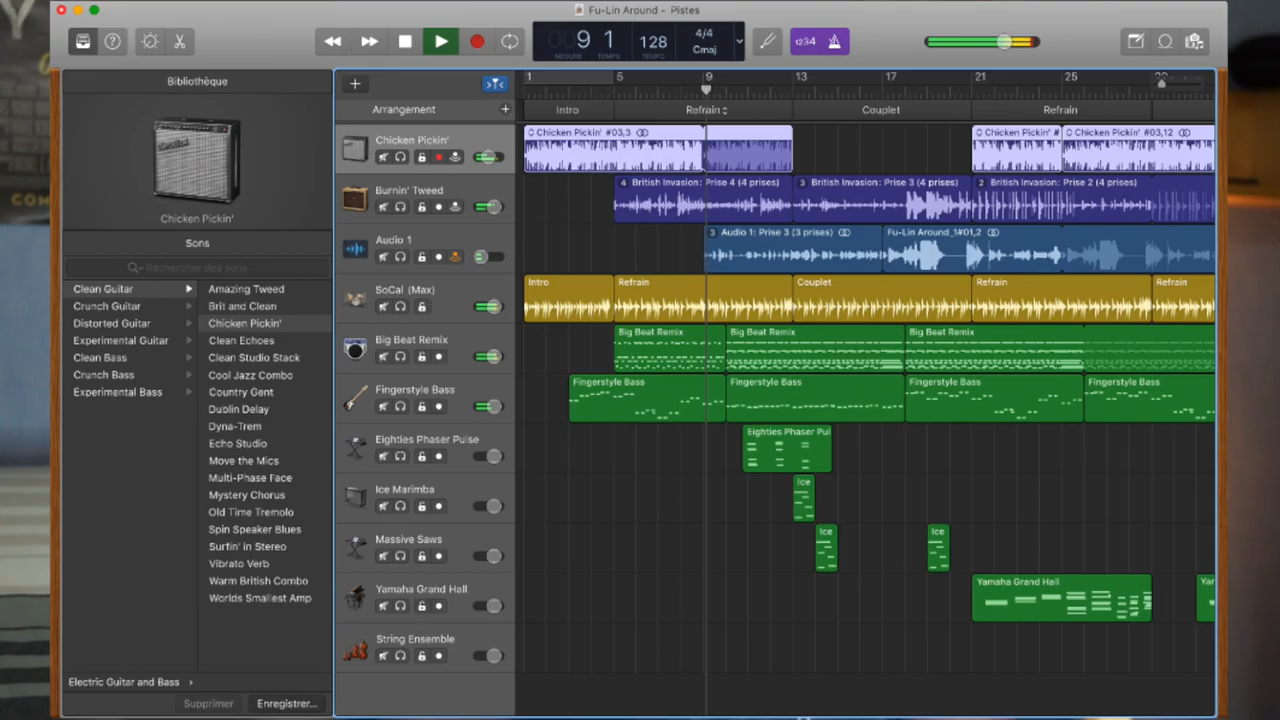 Fu-Lin Around - Pistes
009 1
MESURE TEMPS
128
TEMPO
4/4
Cmaj
1234
Bibliothèque
Chicken Pickin'
Sons
Rechercher des sons
Clean Guitar
Crunch Guitar
Distorted Guitar
Experimental Guitar
Clean Bass
Crunch Bass
Experimental Bass
Amazing Tweed
Brit and Clean
Chicken Pickin'
Clean Echoes
Clean Studio Stack
Cool Jazz Combo
Country Gent
Dublin Delay
Dyna-Trem
Echo Studio
Move the Mics
Multi-Phase Face
Mystery Chorus
Old Time Tremolo
Spin Speaker Blues
Surfin' in Stereo
Vibrato Verb
Warm British Combo
Worlds Smallest Amp
Electric Guitar and Bass
Supprimer Enregistrer...
1 5 9 13 17 21 25
Arrangement
Intro Refrain Couplet Refrain
Chicken Pickin'
Chicken Pickin' #03,3 Chicken Pickin' # Chicken Pickin' #03,12
Burnin' Tweed
4 British Invasion: Prise 4 (4 prises) 3 British Invasion: Prise 3 (4 prises) 2 British Invasion: Prise 2 (4 prises)
Audio 1
3 Audio 1: Prise 3 (3 prises) Fu-Lin Around_1#01,2
SoCal (Max)
Intro Refrain Couplet Refrain Refrain
Big Beat Remix
Big Beat Remix Big Beat Remix Big Beat Remix
Fingerstyle Bass
Fingerstyle Bass Fingerstyle Bass Fingerstyle Bass Fingerstyle Bass
Eighties Phaser Pulse
Eighties Phaser Pul
Ice Marimba
Ice
Massive Saws
Ice Ice
Yamaha Grand Hall
Yamaha Grand Hall Yar
String Ensemble